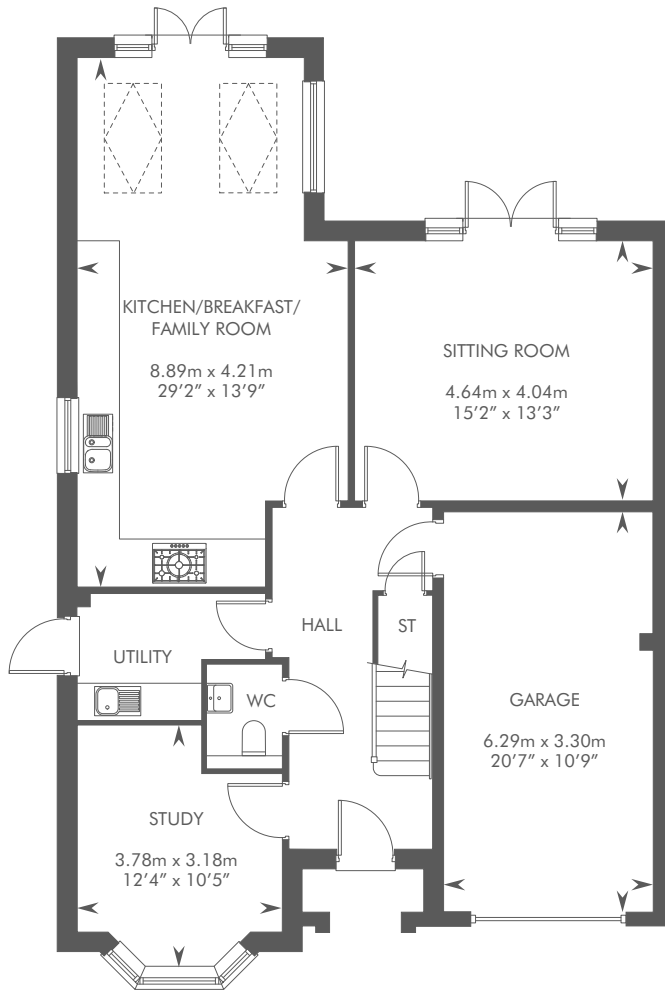 KITCHEN/BREAKFAST/
FAMILY ROOM
8.89m x 4.21m
29’2” x 13’9”
SITTING ROOM
4.64m x 4.04m
15’2” x 13’3”
HALL
ST
UTILITY
WC
GARAGE
6.29m x 3.30m
20’7” x 10’9”
STUDY
3.78m x 3.18m
12’4” x 10’5”